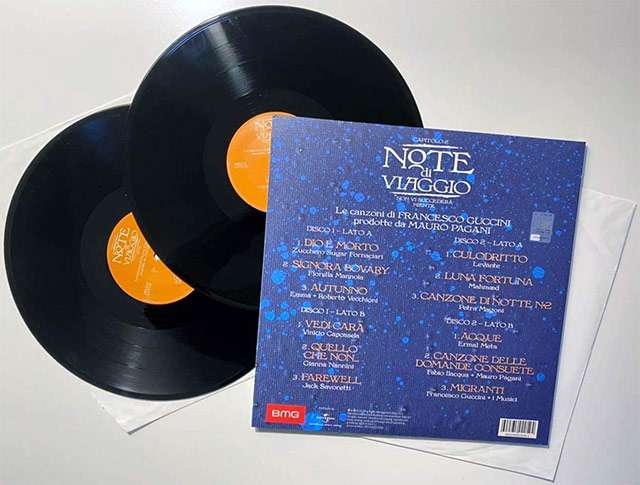 CAPITOLO 2
NOTE
di
VIAGGIO
NON VI SUCCEDERÀ
NIENTE
Le canzoni di FRANCESCO GUCCINI
prodotte da MAURO PAGANI
DISCO 1 - LATO A
1. DIO È MORTO
Zucchero Sugar Fornaciari
2. SIGNORA BOVARY
Fiorella Mannoia
3. AUTUNNO
Emma + Roberto Vecchioni
DISCO 1 - LATO B
1. VEDI CARA
Vinicio Capossela
2. QUELLO
CHE NON...
Gianna Nannini
3. FAREWELL
Jack Savoretti
DISCO 2 - LATO A
1. CULODRITTO
Levante
2. LUNA FORTUNA
Mahmood
3. CANZONE DI NOTTE N°2
Petra Magoni
DISCO 2 - LATO B
1. ACQUE
Ermal Meta
2. CANZONE DELLE
DOMANDE CONSUETE
Fabio Ilacqua + Mauro Pagani
3. MIGRANTI
Francesco Guccini + I Musici
BMG
NOTE
di
VIAGGIO